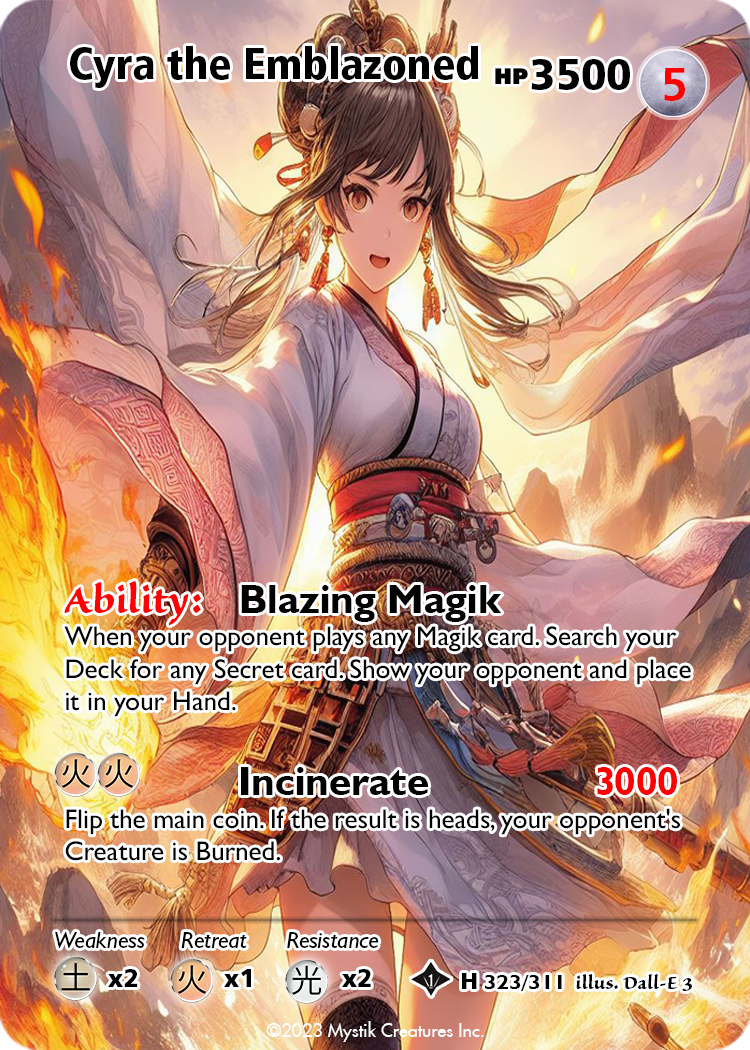 Cyra the Emblazoned HP3500 5
Ability: Blazing Magik
When your opponent plays any Magik card. Search your
Deck for any Secret card. Show your opponent and place
it in your Hand.
火 火 Incinerate 3000
Flip the main coin. If the result is heads, your opponent's
Creature is Burned.
Weakness Retreat Resistance
土 x2 火 x1 光 x2 1 H 323/311 illus. Dall-E 3
©2023 Mystik Creatures Inc.